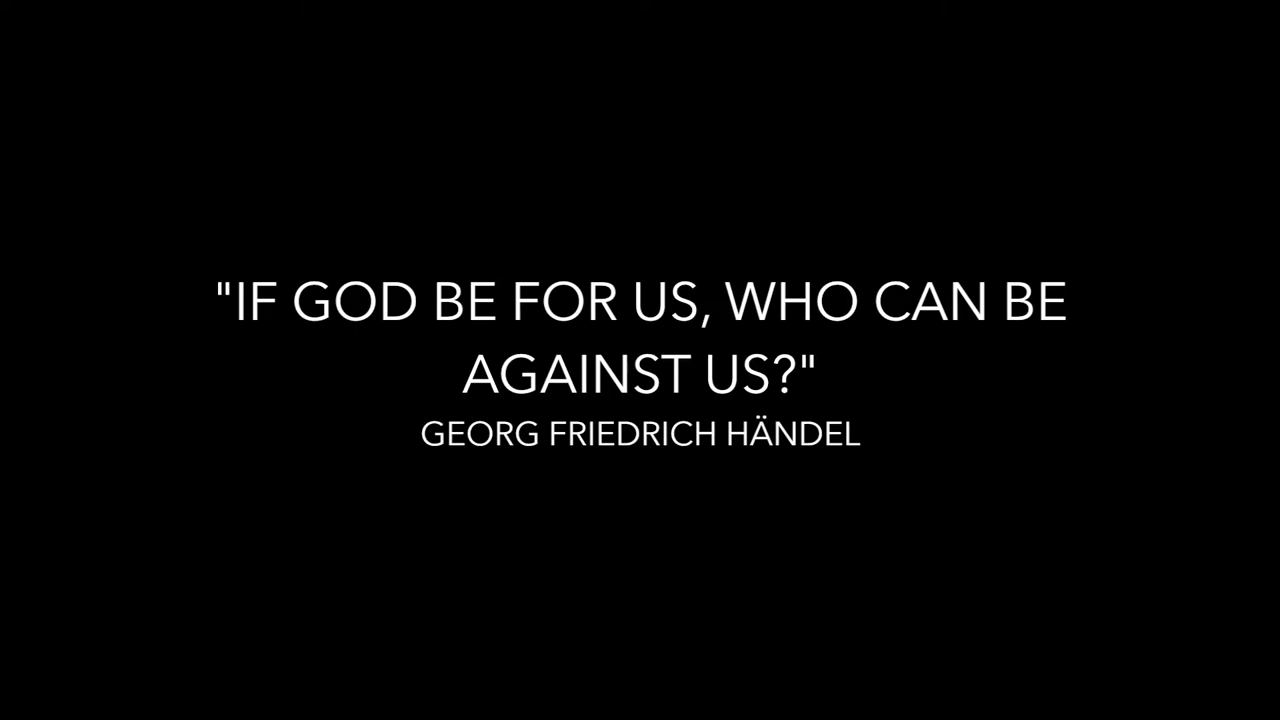 "IF GOD BE FOR US, WHO CAN BE
AGAINST US?"
GEORG FRIEDRICH HÄNDEL